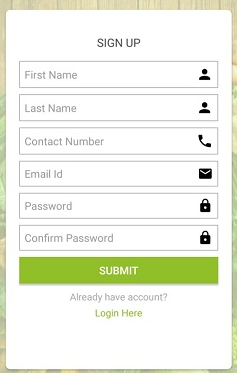 SIGN UP
First Name
Last Name
Contact Number
Email Id
Password
Confirm Password
SUBMIT
Already have account?
Login Here